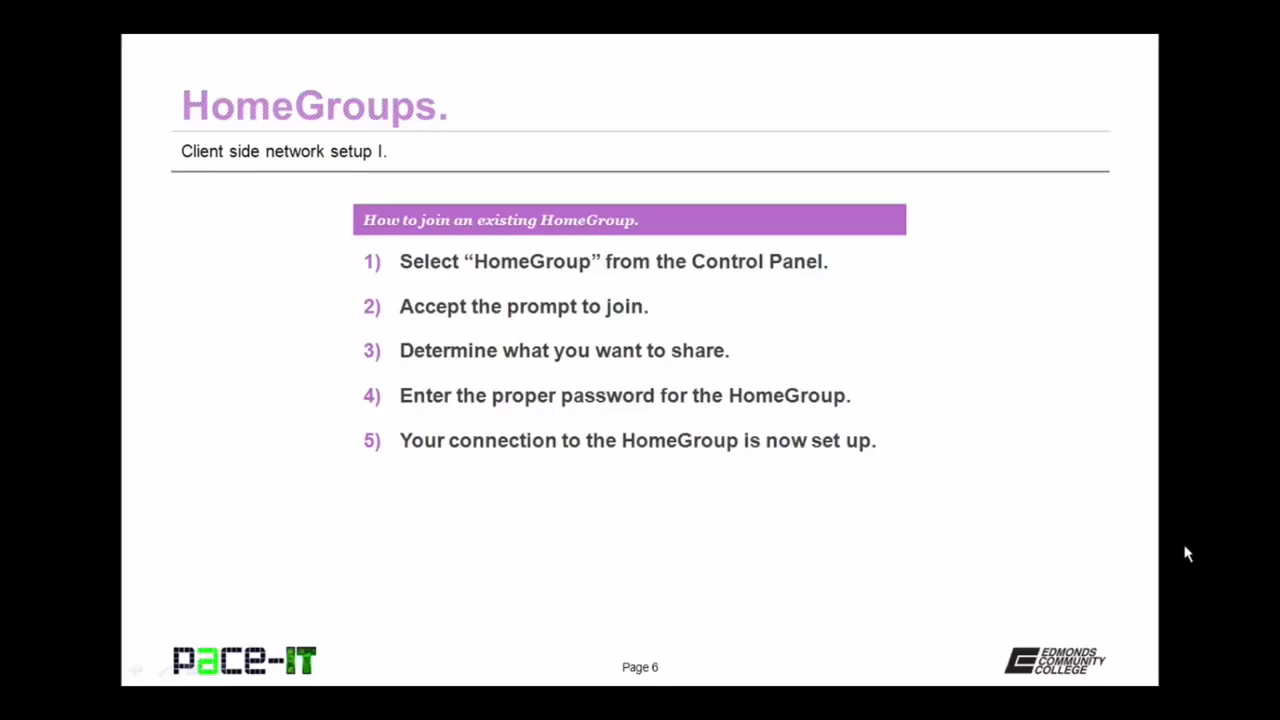 HomeGroups.
Client side network setup I.
How to join an existing HomeGroup.
1) Select “HomeGroup” from the Control Panel.
2) Accept the prompt to join.
3) Determine what you want to share.
4) Enter the proper password for the HomeGroup.
5) Your connection to the HomeGroup is now set up.
pace-IT
Page 6
EDMONDS
COMMUNITY
COLLEGE